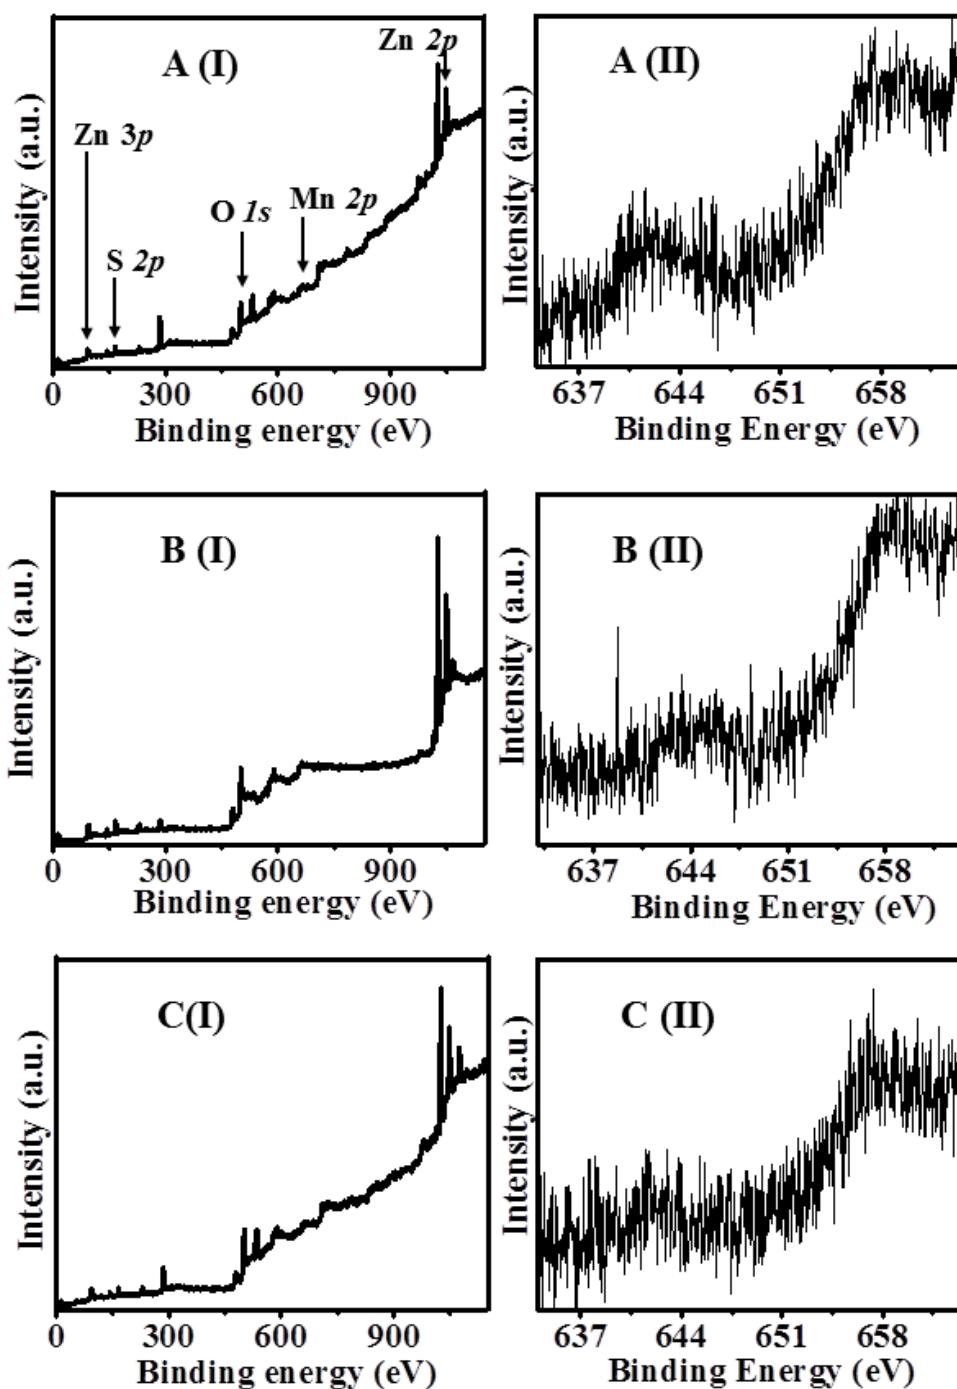 A (I)
Zn 2p
Zn 3p
S 2p
O 1s
Mn 2p
Intensity (a.u.)
0 300 600 900
Binding energy (eV)
A (II)
Intensity (a.u.)
637 644 651 658
Binding Energy (eV)
B (I)
Intensity (a.u.)
0 300 600 900
Binding energy (eV)
B (II)
Intensity (a.u.)
637 644 651 658
Binding Energy (eV)
C(I)
Intensity (a.u.)
0 300 600 900
Binding energy (eV)
C (II)
Intensity (a.u.)
637 644 651 658
Binding Energy (eV)